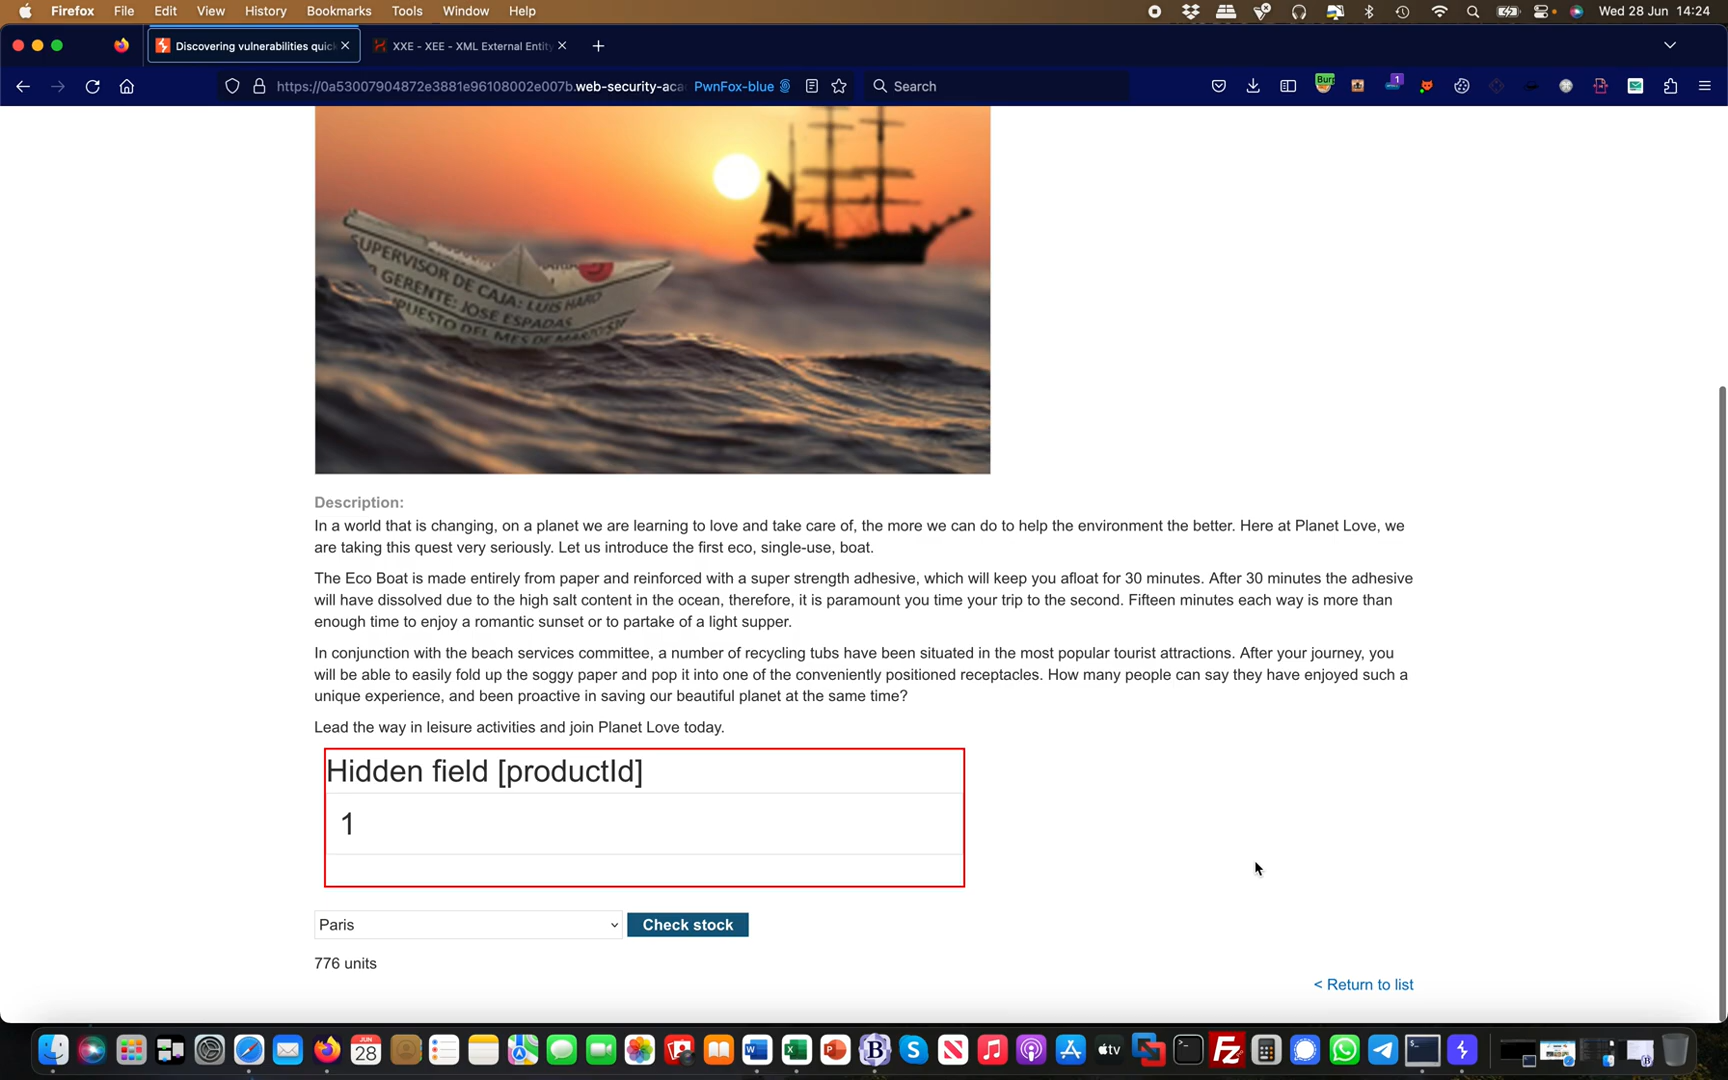 Firefox File Edit View History Bookmarks Tools Window Help Wed 28 Jun 14:24
Discovering vulnerabilities quic XXE - XEE - XML External Entity
https://0a53007904872e3881e96108002e007b.web-security-aca PwnFox-blue Search 1
SUPERVISOR DE CAJA: LUIS HARO
GERENTE: JOSE ESPADAS
Description:
In a world that is changing, on a planet we are learning to love and take care of, the more we can do to help the environment the better. Here at Planet Love, we
are taking this quest very seriously. Let us introduce the first eco, single-use, boat.
The Eco Boat is made entirely from paper and reinforced with a super strength adhesive, which will keep you afloat for 30 minutes. After 30 minutes the adhesive
will have dissolved due to the high salt content in the ocean, therefore, it is paramount you time your trip to the second. Fifteen minutes each way is more than
enough time to enjoy a romantic sunset or to partake of a light supper.
In conjunction with the beach services committee, a number of recycling tubs have been situated in the most popular tourist attractions. After your journey, you
will be able to easily fold up the soggy paper and pop it into one of the conveniently positioned receptacles. How many people can say they have enjoyed such a
unique experience, and been proactive in saving our beautiful planet at the same time?
Lead the way in leisure activities and join Planet Love today.
Hidden field [productId]
1
Paris Check stock
776 units
< Return to list
JUN
28
tv